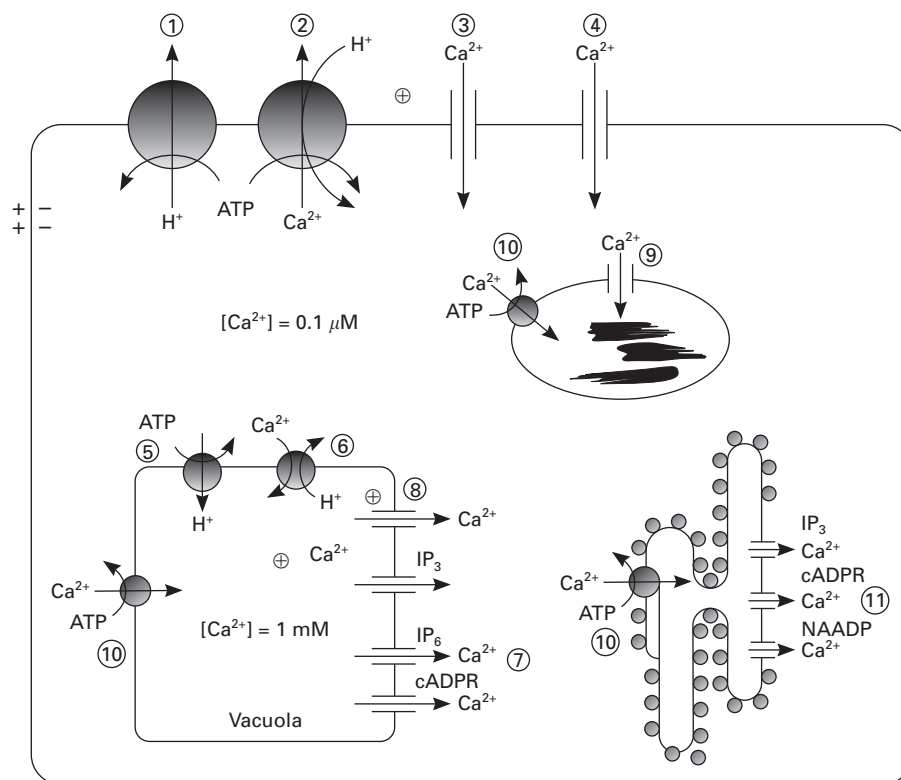 ① ② ③ ④
H⁺ Ca²⁺ Ca²⁺
⊕
ATP
H⁺ Ca²⁺
+ −
+ −
⑩ Ca²⁺ ⑨
Ca²⁺
ATP
[Ca²⁺] = 0.1 μM
ATP Ca²⁺
⑤ ⑥
H⁺ H⁺
⊕ ⑧
Ca²⁺
⊕ Ca²⁺
IP₃
Ca²⁺
ATP
⑩
[Ca²⁺] = 1 mM
IP₆
Ca²⁺ ⑦
cADPR
Ca²⁺
Vacuola
IP₃
Ca²⁺
cADPR
Ca²⁺ ⑪
NAADP
Ca²⁺
Ca²⁺
ATP
⑩